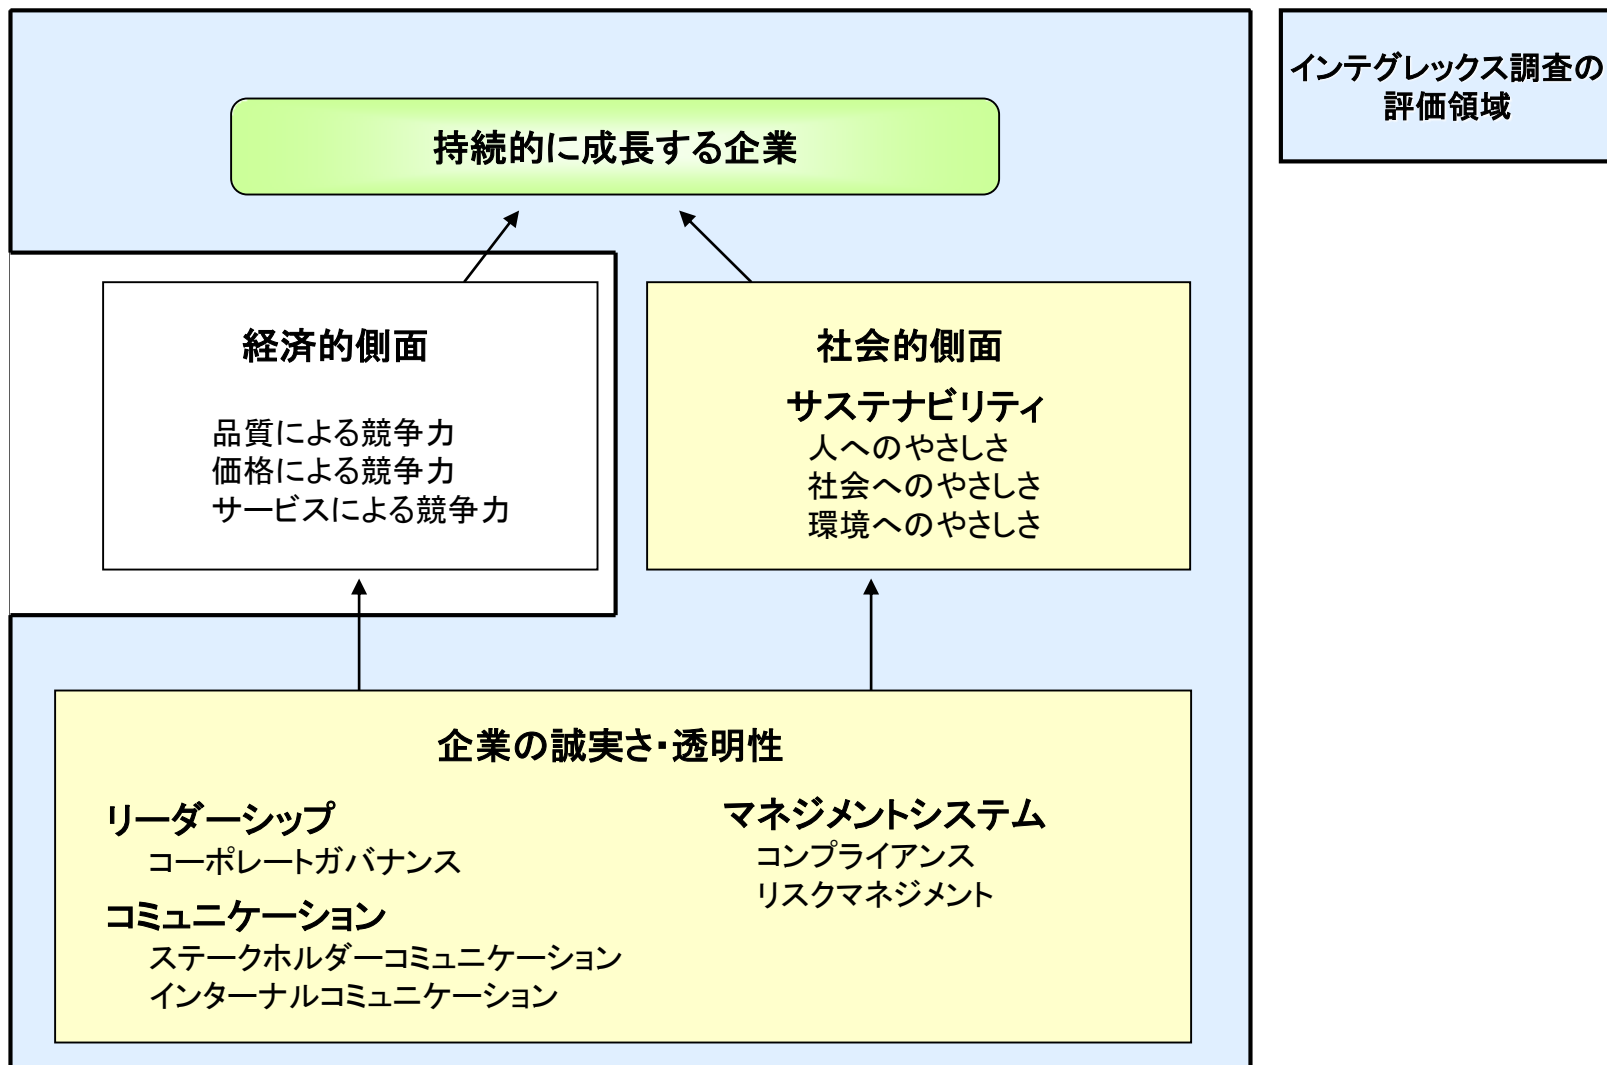 インテグレックス調査の
評価領域
持続的に成長する企業
経済的側面
品質による競争力
価格による競争力
サービスによる競争力
社会的側面
サステナビリティ
人へのやさしさ
社会へのやさしさ
環境へのやさしさ
企業の誠実さ・透明性
リーダーシップ
コーポレートガバナンス
コミュニケーション
ステークホルダーコミュニケーション
インターナルコミュニケーション
マネジメントシステム
コンプライアンス
リスクマネジメント